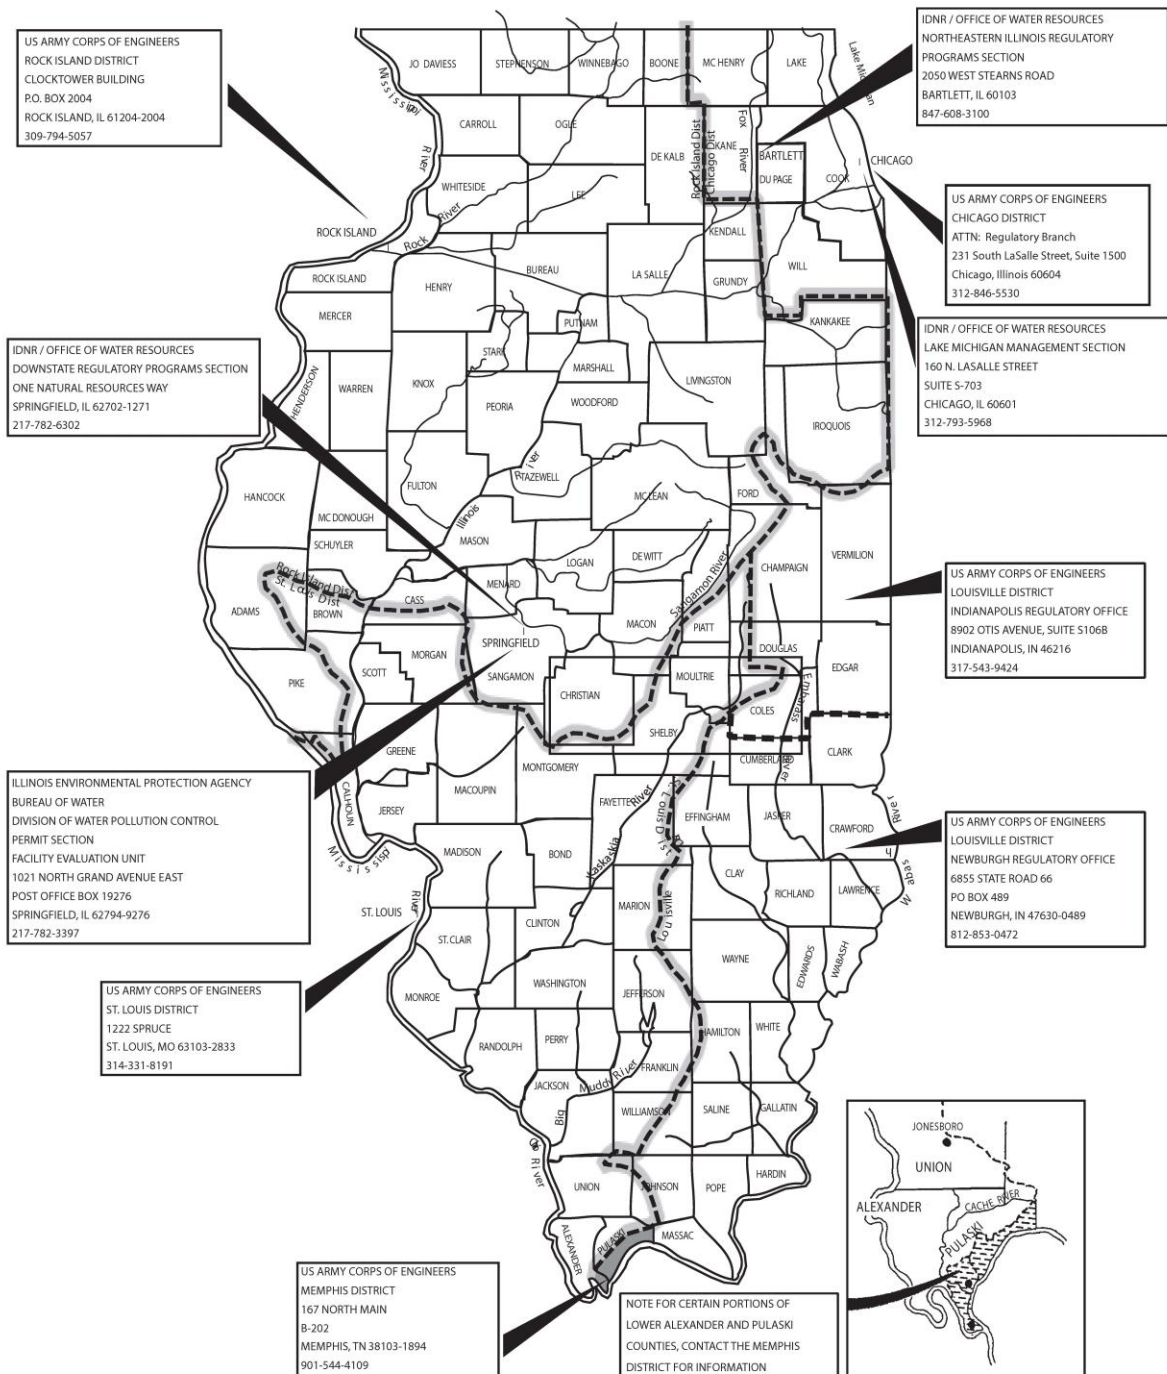 US ARMY CORPS OF ENGINEERS
ROCK ISLAND DISTRICT
CLOCKTOWER BUILDING
P.O. BOX 2004
ROCK ISLAND, IL 61204-2004
309-794-5057
IDNR / OFFICE OF WATER RESOURCES
NORTHEASTERN ILLINOIS REGULATORY
PROGRAMS SECTION
2050 WEST STEARNS ROAD
BARTLETT, IL 60103
847-608-3100
US ARMY CORPS OF ENGINEERS
CHICAGO DISTRICT
ATTN: Regulatory Branch
231 South LaSalle Street, Suite 1500
Chicago, Illinois 60604
312-846-5530
IDNR / OFFICE OF WATER RESOURCES
LAKE MICHIGAN MANAGEMENT SECTION
160 N. LASALLE STREET
SUITE S-703
CHICAGO, IL 60601
312-793-5968
IDNR / OFFICE OF WATER RESOURCES
DOWNSTATE REGULATORY PROGRAMS SECTION
ONE NATURAL RESOURCES WAY
SPRINGFIELD, IL 62702-1271
217-782-6302
US ARMY CORPS OF ENGINEERS
LOUISVILLE DISTRICT
INDIANAPOLIS REGULATORY OFFICE
8902 OTIS AVENUE, SUITE S106B
INDIANAPOLIS, IN 46216
317-543-9424
ILLINOIS ENVIRONMENTAL PROTECTION AGENCY
BUREAU OF WATER
DIVISION OF WATER POLLUTION CONTROL
PERMIT SECTION
FACILITY EVALUATION UNIT
1021 NORTH GRAND AVENUE EAST
POST OFFICE BOX 19276
SPRINGFIELD, IL 62794-9276
217-782-3397
US ARMY CORPS OF ENGINEERS
LOUISVILLE DISTRICT
NEWBURGH REGULATORY OFFICE
6855 STATE ROAD 66
PO BOX 489
NEWBURGH, IN 47630-0489
812-853-0472
US ARMY CORPS OF ENGINEERS
ST. LOUIS DISTRICT
1222 SPRUCE
ST. LOUIS, MO 63103-2833
314-331-8191
US ARMY CORPS OF ENGINEERS
MEMPHIS DISTRICT
167 NORTH MAIN
B-202
MEMPHIS, TN 38103-1894
901-544-4109
NOTE FOR CERTAIN PORTIONS OF
LOWER ALEXANDER AND PULASKI
COUNTIES, CONTACT THE MEMPHIS
DISTRICT FOR INFORMATION
JO DAVIESS
STEPHENSON
WINNEBAGO
BOONE
MC HENRY
LAKE
CARROLL
OGLE
DE KALB
Rock Island Dist
Chicago Dist
KANE
Fox River
BARTLETT
DU PAGE
COOK
CHICAGO
WHITESIDE
LEE
Rock River
ROCK ISLAND
KENDALL
WILL
GRUNDY
LA SALLE
BUREAU
HENRY
ROCK ISLAND
MERCER
PUTNAM
KANKAKEE
STARK
MARSHALL
KNOX
WARREN
HENDERSON
PEORIA
WOODFORD
LIVINGSTON
IROQUOIS
FULTON
TAZEWELL
Illinois River
MC LEAN
FORD
HANCOCK
MC DONOUGH
SCHUYLER
MASON
LOGAN
DE WITT
CHAMPAIGN
VERMILION
Rock Island Dist
St. Louis Dist
ADAMS
BROWN
CASS
MENARD
Sangamon River
MACON
PIATT
SPRINGFIELD
SANGAMON
MORGAN
SCOTT
PIKE
CHRISTIAN
MOULTRIE
DOUGLAS
EDGAR
COLES
SHELBY
CUMBERLAND
CLARK
GREENE
MACOUPIN
MONTGOMERY
CALHOUN
JERSEY
FAYETTE
Kaskaskia River
EFFINGHAM
JASPER
CRAWFORD
MADISON
BOND
CLAY
RICHLAND
LAWRENCE
ST. LOUIS
ST. CLAIR
CLINTON
MARION
Louisville
WAYNE
EDWARDS
WABASH
MONROE
WASHINGTON
JEFFERSON
RANDOLPH
PERRY
HAMILTON
WHITE
FRANKLIN
JACKSON
Big Muddy River
WILLIAMSON
SALINE
GALLATIN
UNION
JOHNSON
POPE
HARDIN
ALEXANDER
PULASKI
MASSAC
JONESBORO
UNION
ALEXANDER
CACHE RIVER
PULASKI